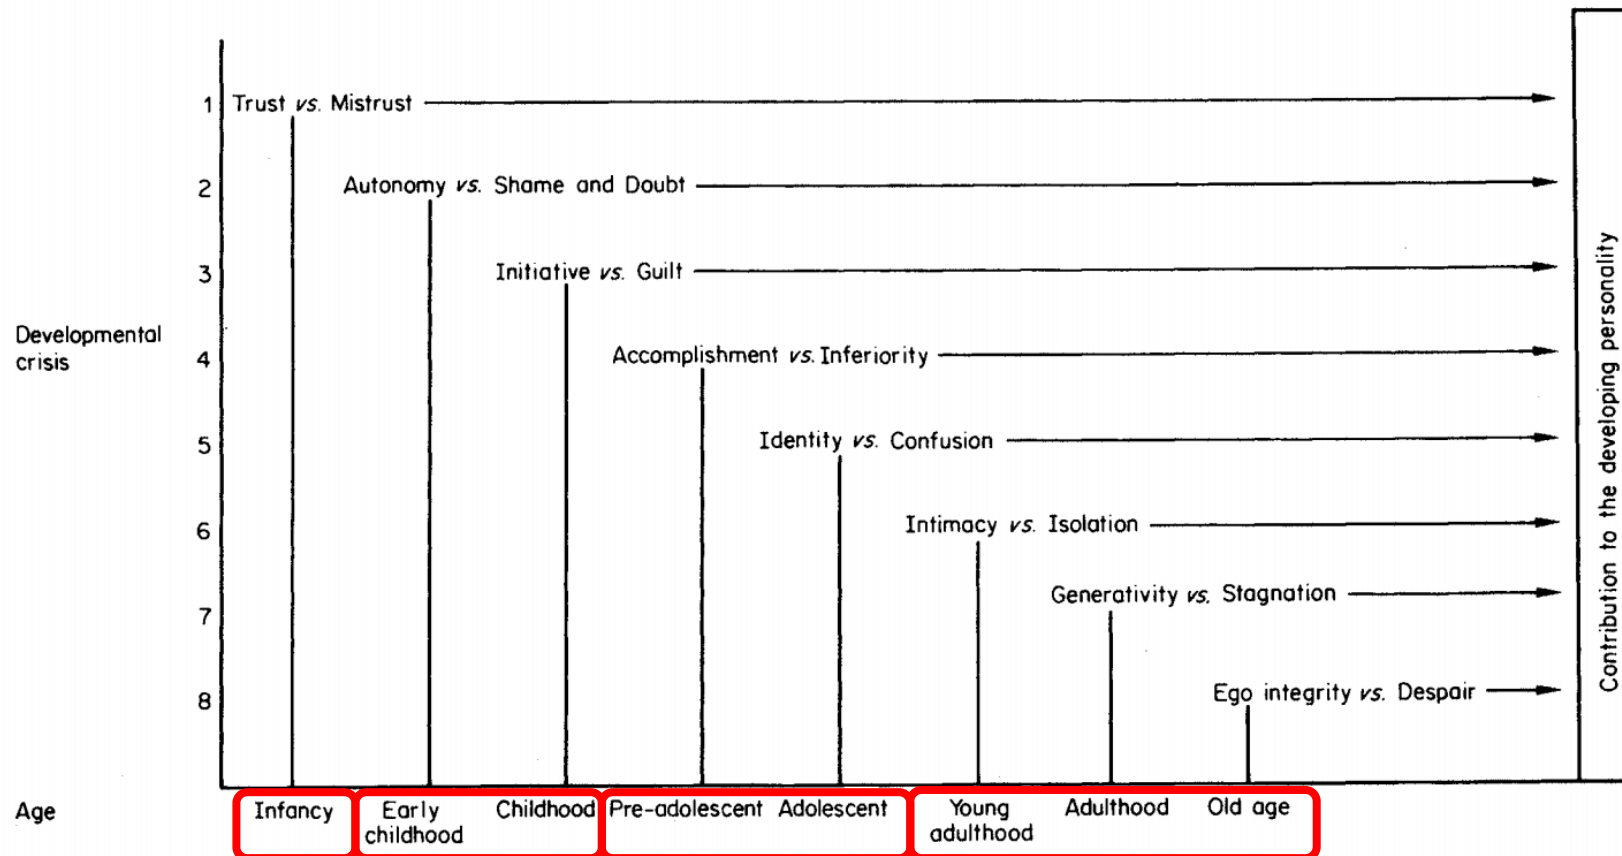 1 Trust vs. Mistrust
2 Autonomy vs. Shame and Doubt
3 Initiative vs. Guilt
Developmental
crisis
4 Accomplishment vs. Inferiority
5 Identity vs. Confusion
6 Intimacy vs. Isolation
7 Generativity vs. Stagnation
8 Ego integrity vs. Despair
Contribution to the developing personality
Age
Infancy
Early
childhood
Childhood
Pre-adolescent
Adolescent
Young
adulthood
Adulthood
Old age